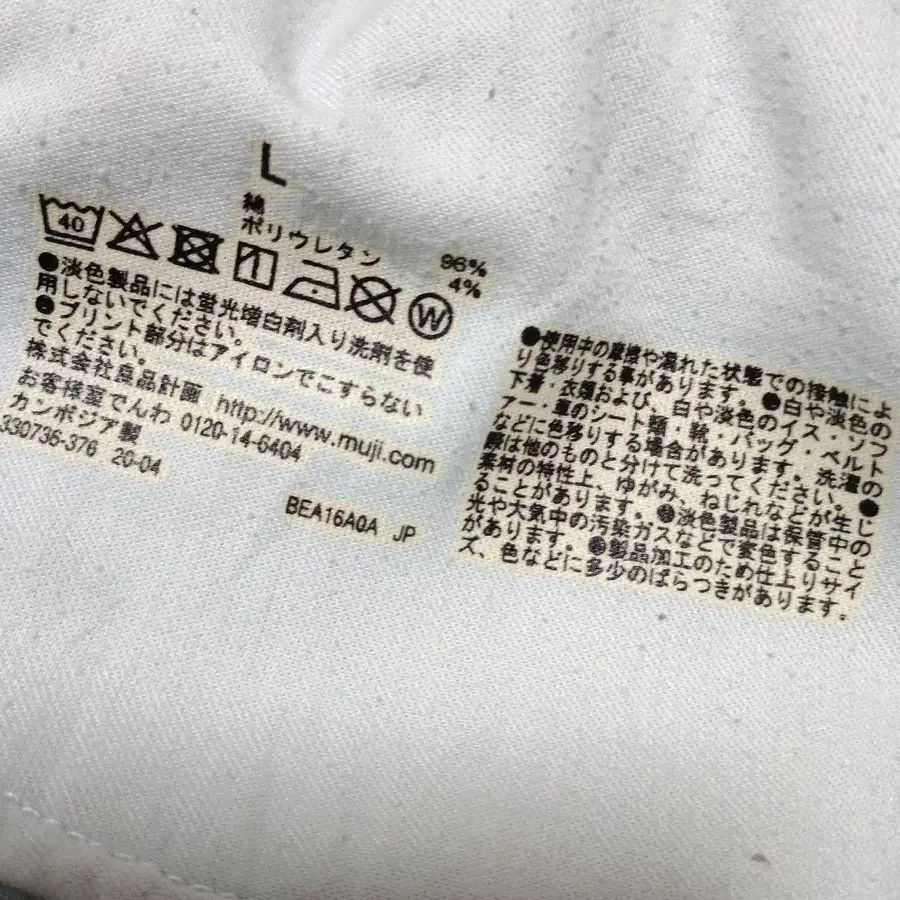 L
綿 96%
ポリウレタン 4%
40
W
●淡色製品には蛍光増白剤入り洗剤を使
用しないでください。
●プリント部分はアイロンでこすらない
でください。
株式会社良品計画 http://www.muji.com
お客様室でんわ 0120-14-6404
カンボジア製
330736-376 20-04
BEA16A0A JP
●使用中の摩擦や濡れた状態での接触によ
り色移りする事があります。●白や淡色の
下着・衣類および、白や淡色のイス・ソフ
ァー・車のシート類・靴・バッグ・ベルト
などに色移りする場合があります。洗濯の
際は他のものと分けて洗ってください。●
素材の特性上、ゆがみ、ねじれなどが生じ
ることがあります。●淡色製品は保管中の
光や大気中の汚染ガスなどで変色すること
があります。●製品加工のため仕上りサイ
ズ、色などに多少のばらつきがあります。